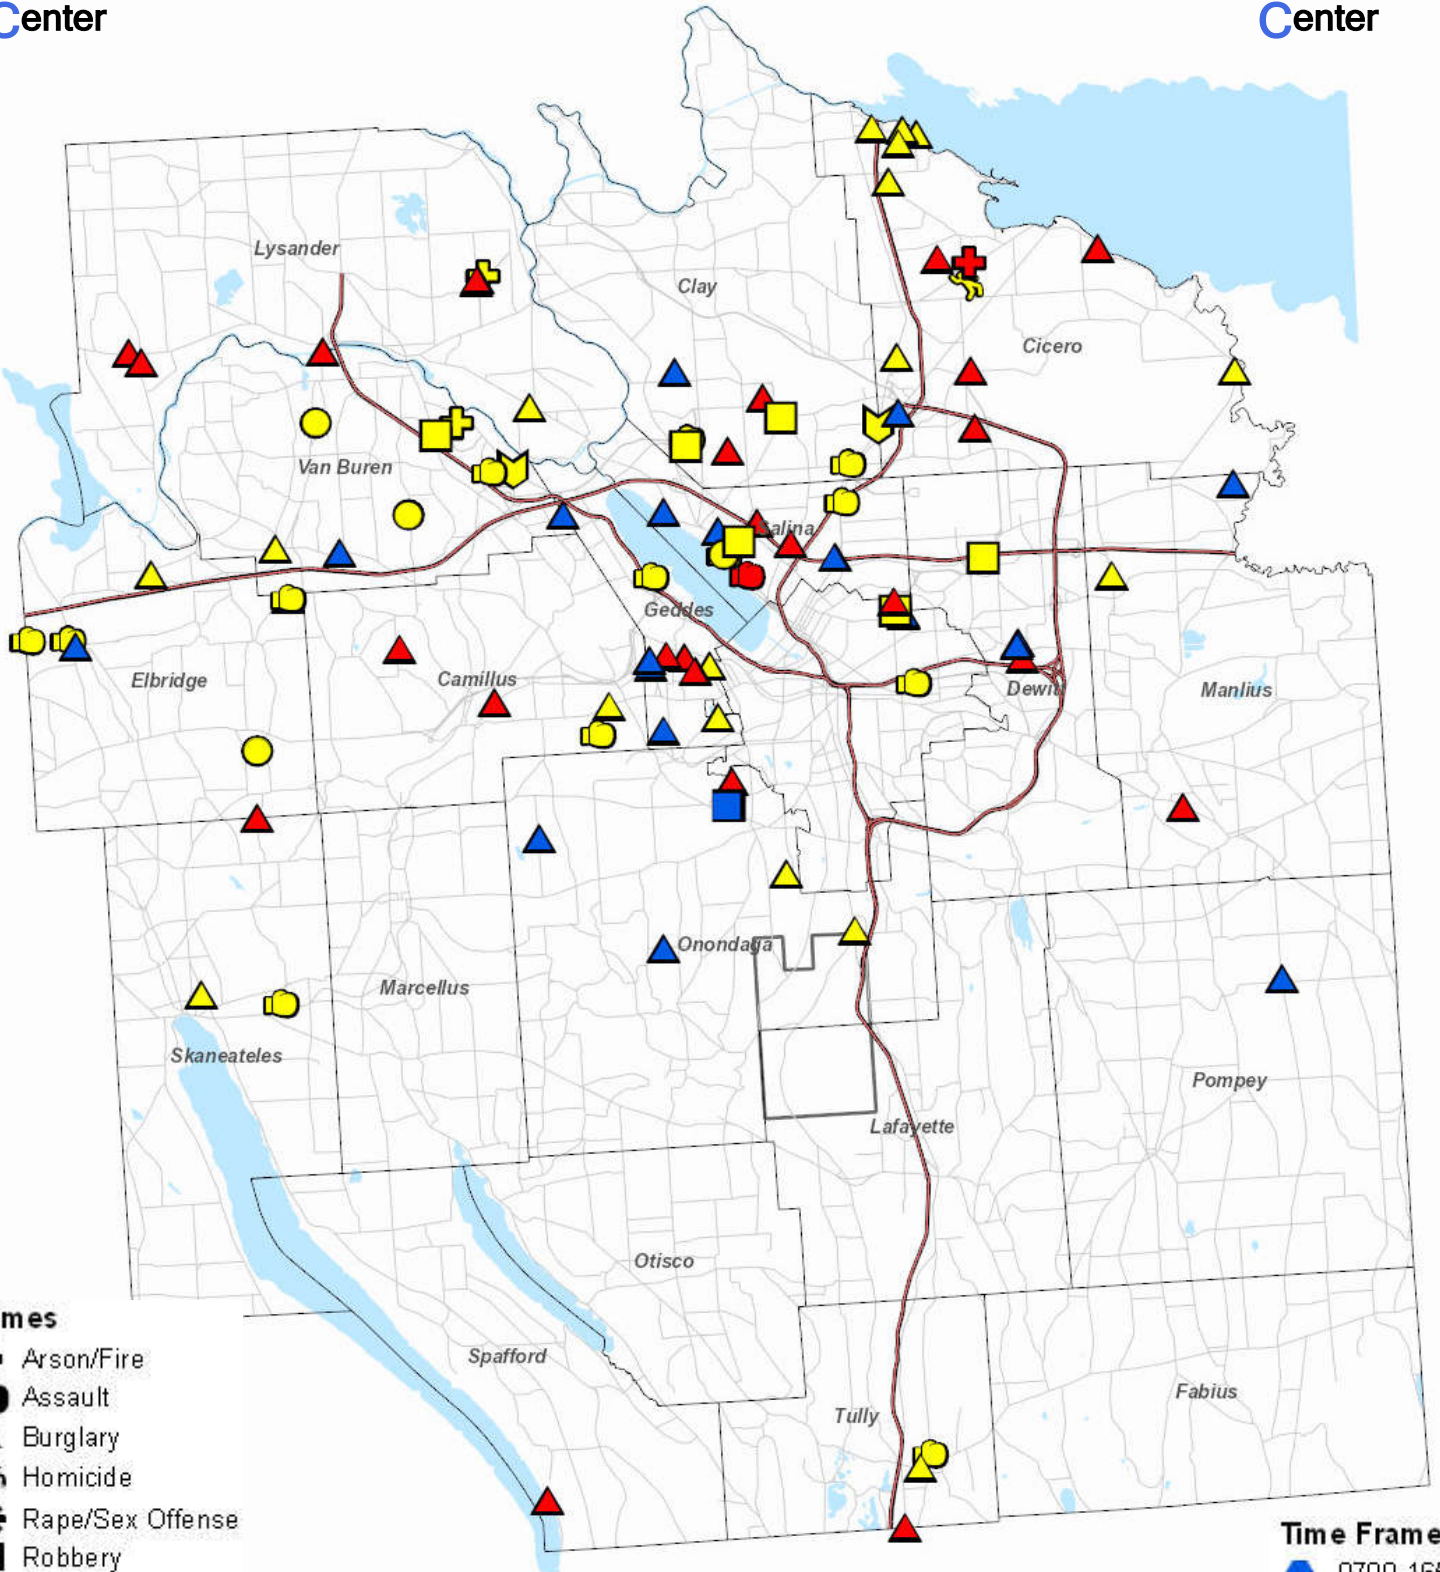 Center
Center
Lysander
Clay
Cicero
Van Buren
Salina
Geddes
Elbridge
Camillus
Dewitt
Manlius
Onondaga
Marcellus
Skaneateles
Pompey
Lafayette
Otisco
Spafford
Fabius
Tully
mes
Arson/Fire
Assault
Burglary
Homicide
Rape/Sex Offense
Robbery
Time Frame